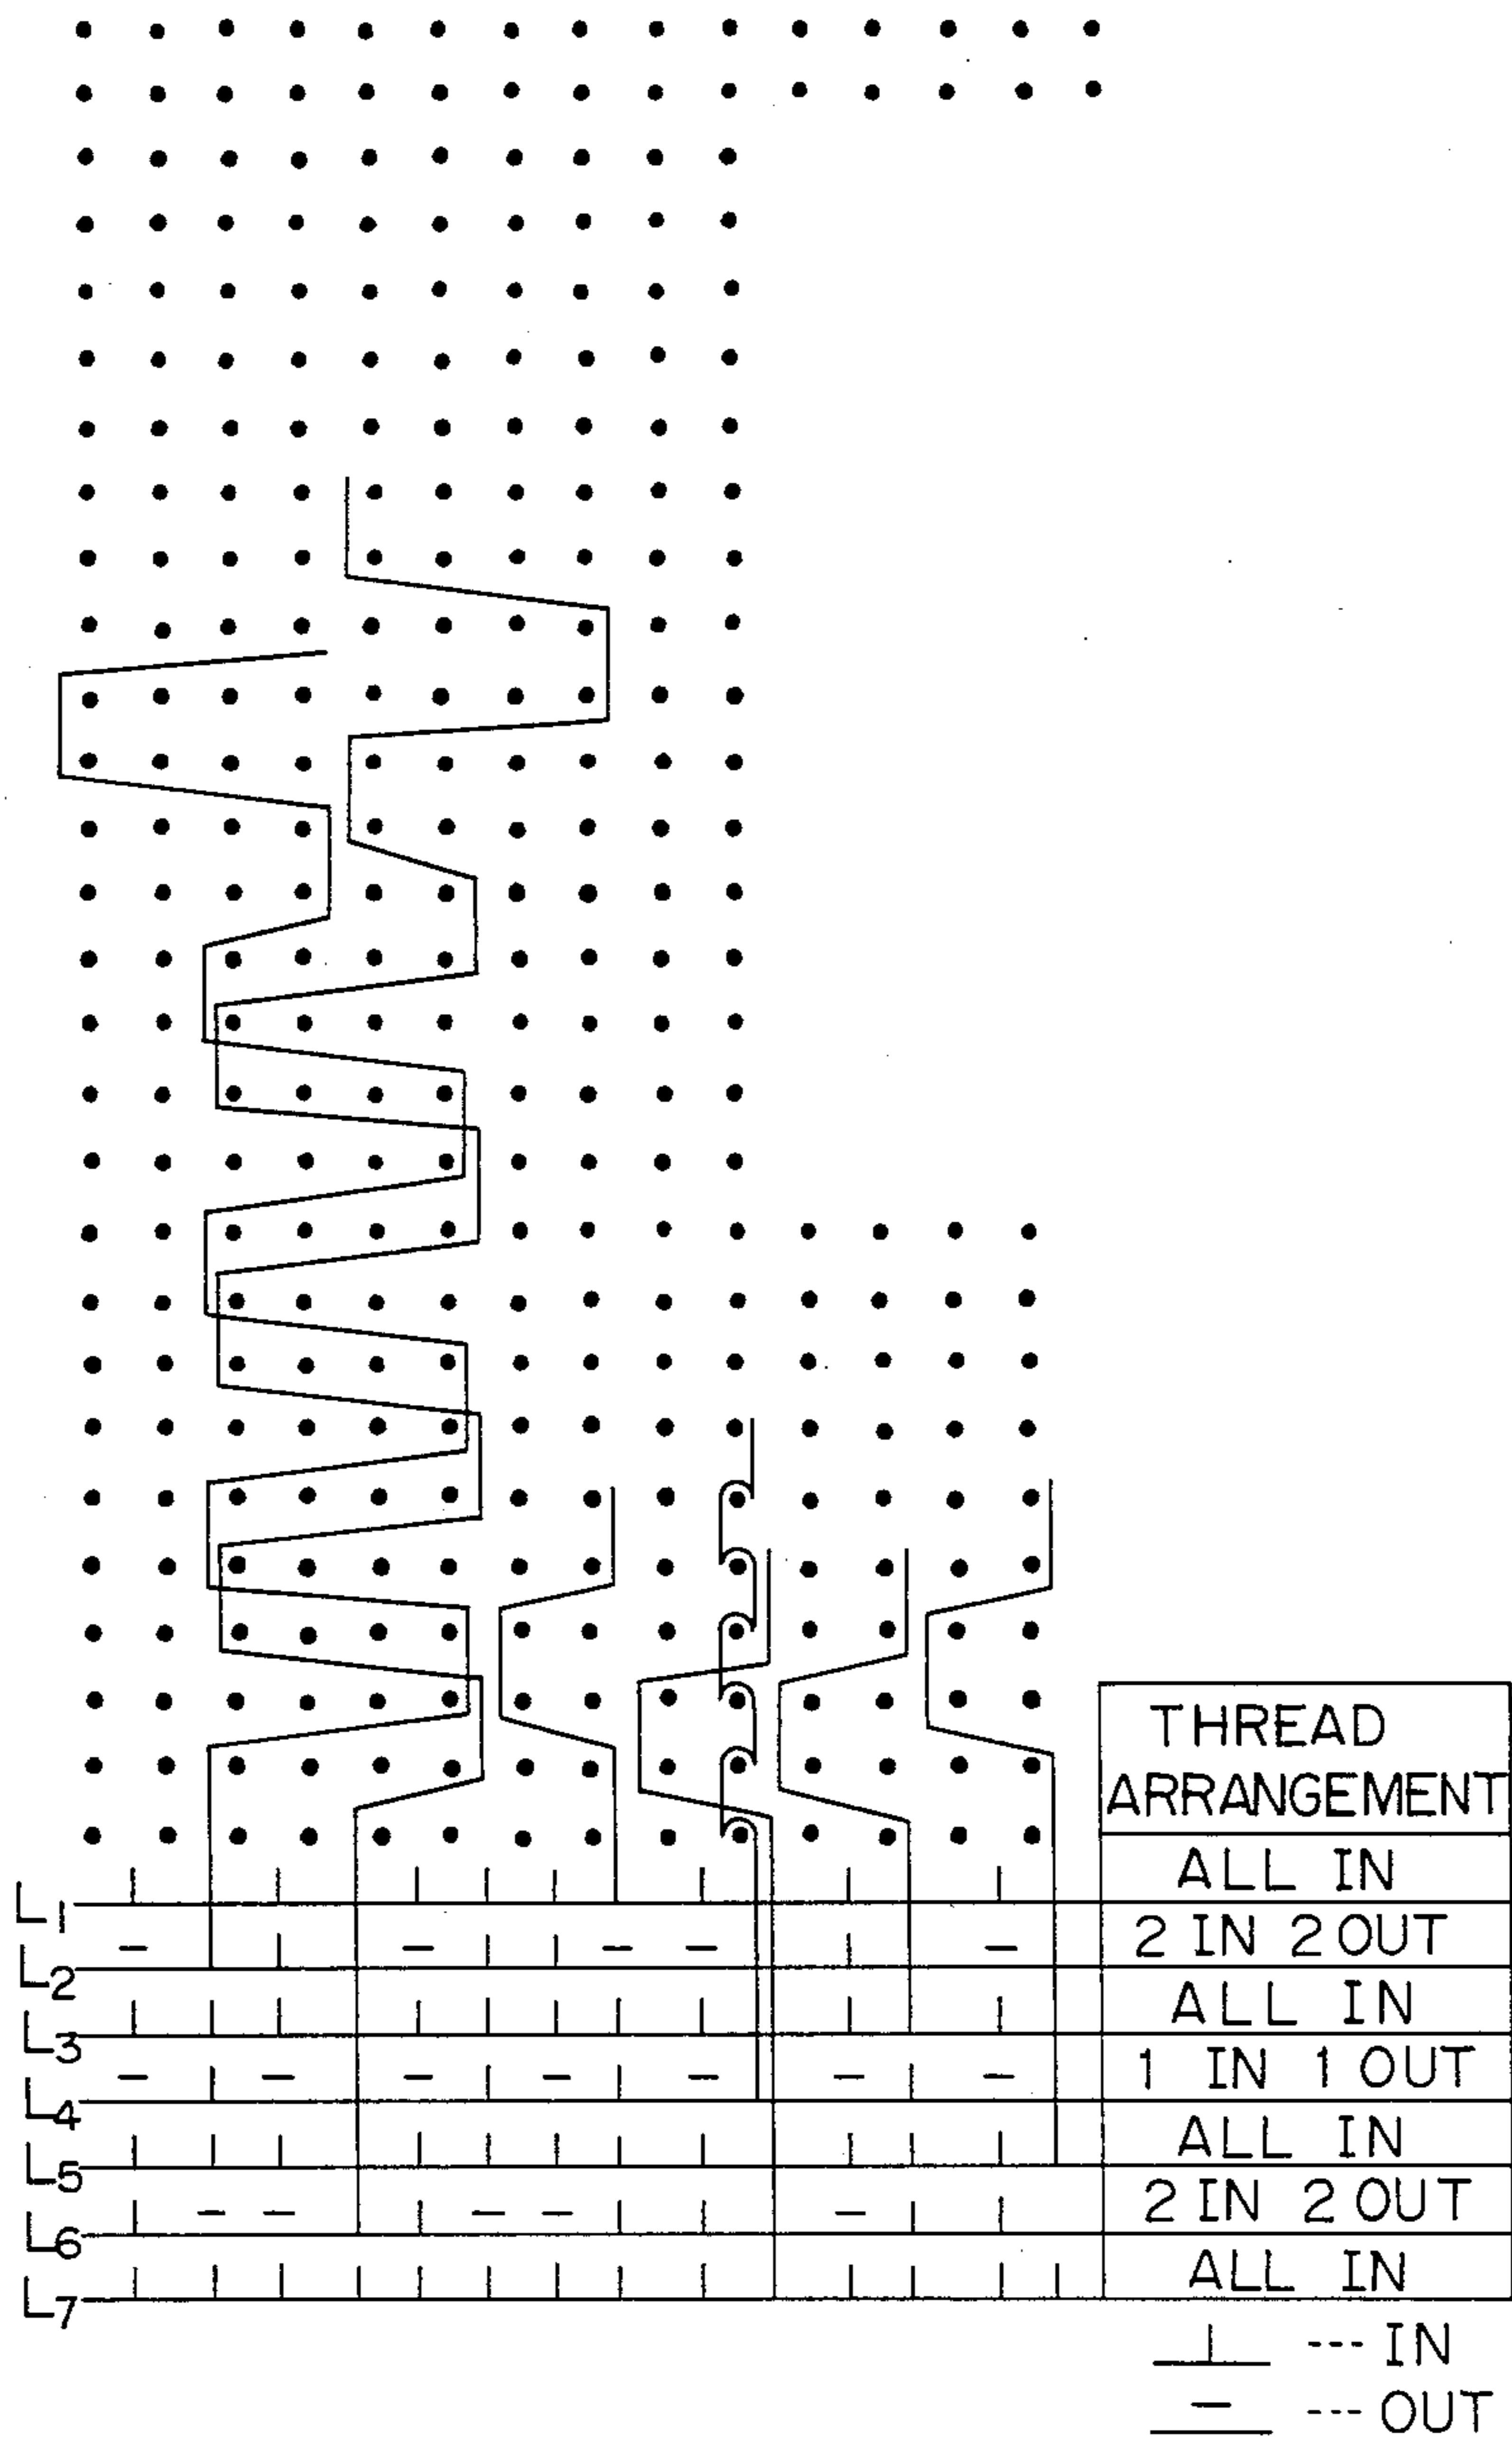 THREAD
ARRANGEMENT
L1 ALL IN
L2 2 IN 2 OUT
L3 ALL IN
L4 1 IN 1 OUT
L5 ALL IN
L6 2 IN 2 OUT
L7 ALL IN
--- IN
--- OUT